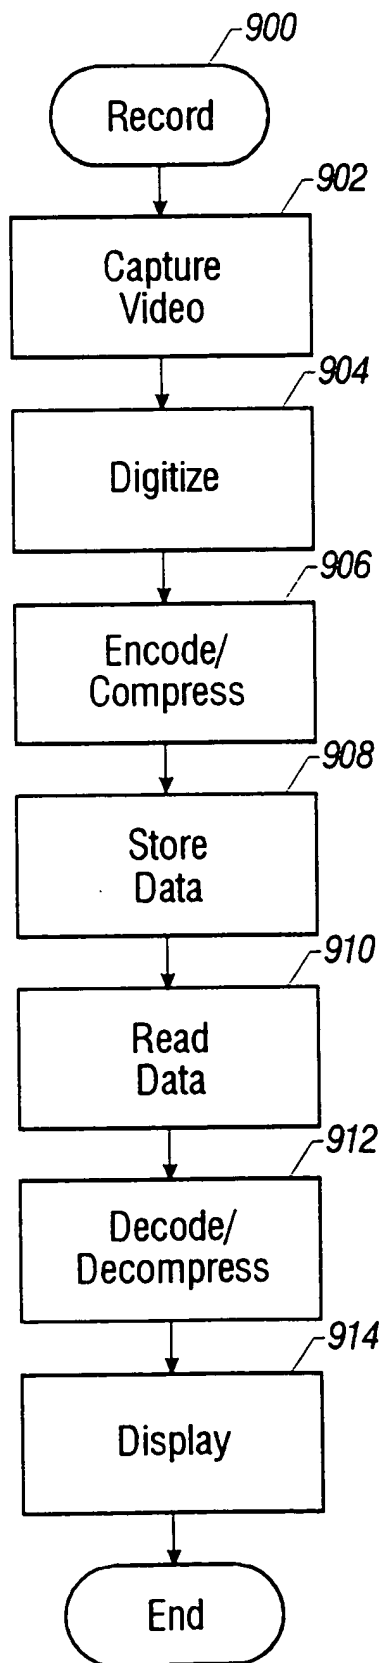 900
Record
902
Capture
Video
904
Digitize
906
Encode/
Compress
908
Store
Data
910
Read
Data
912
Decode/
Decompress
914
Display
End